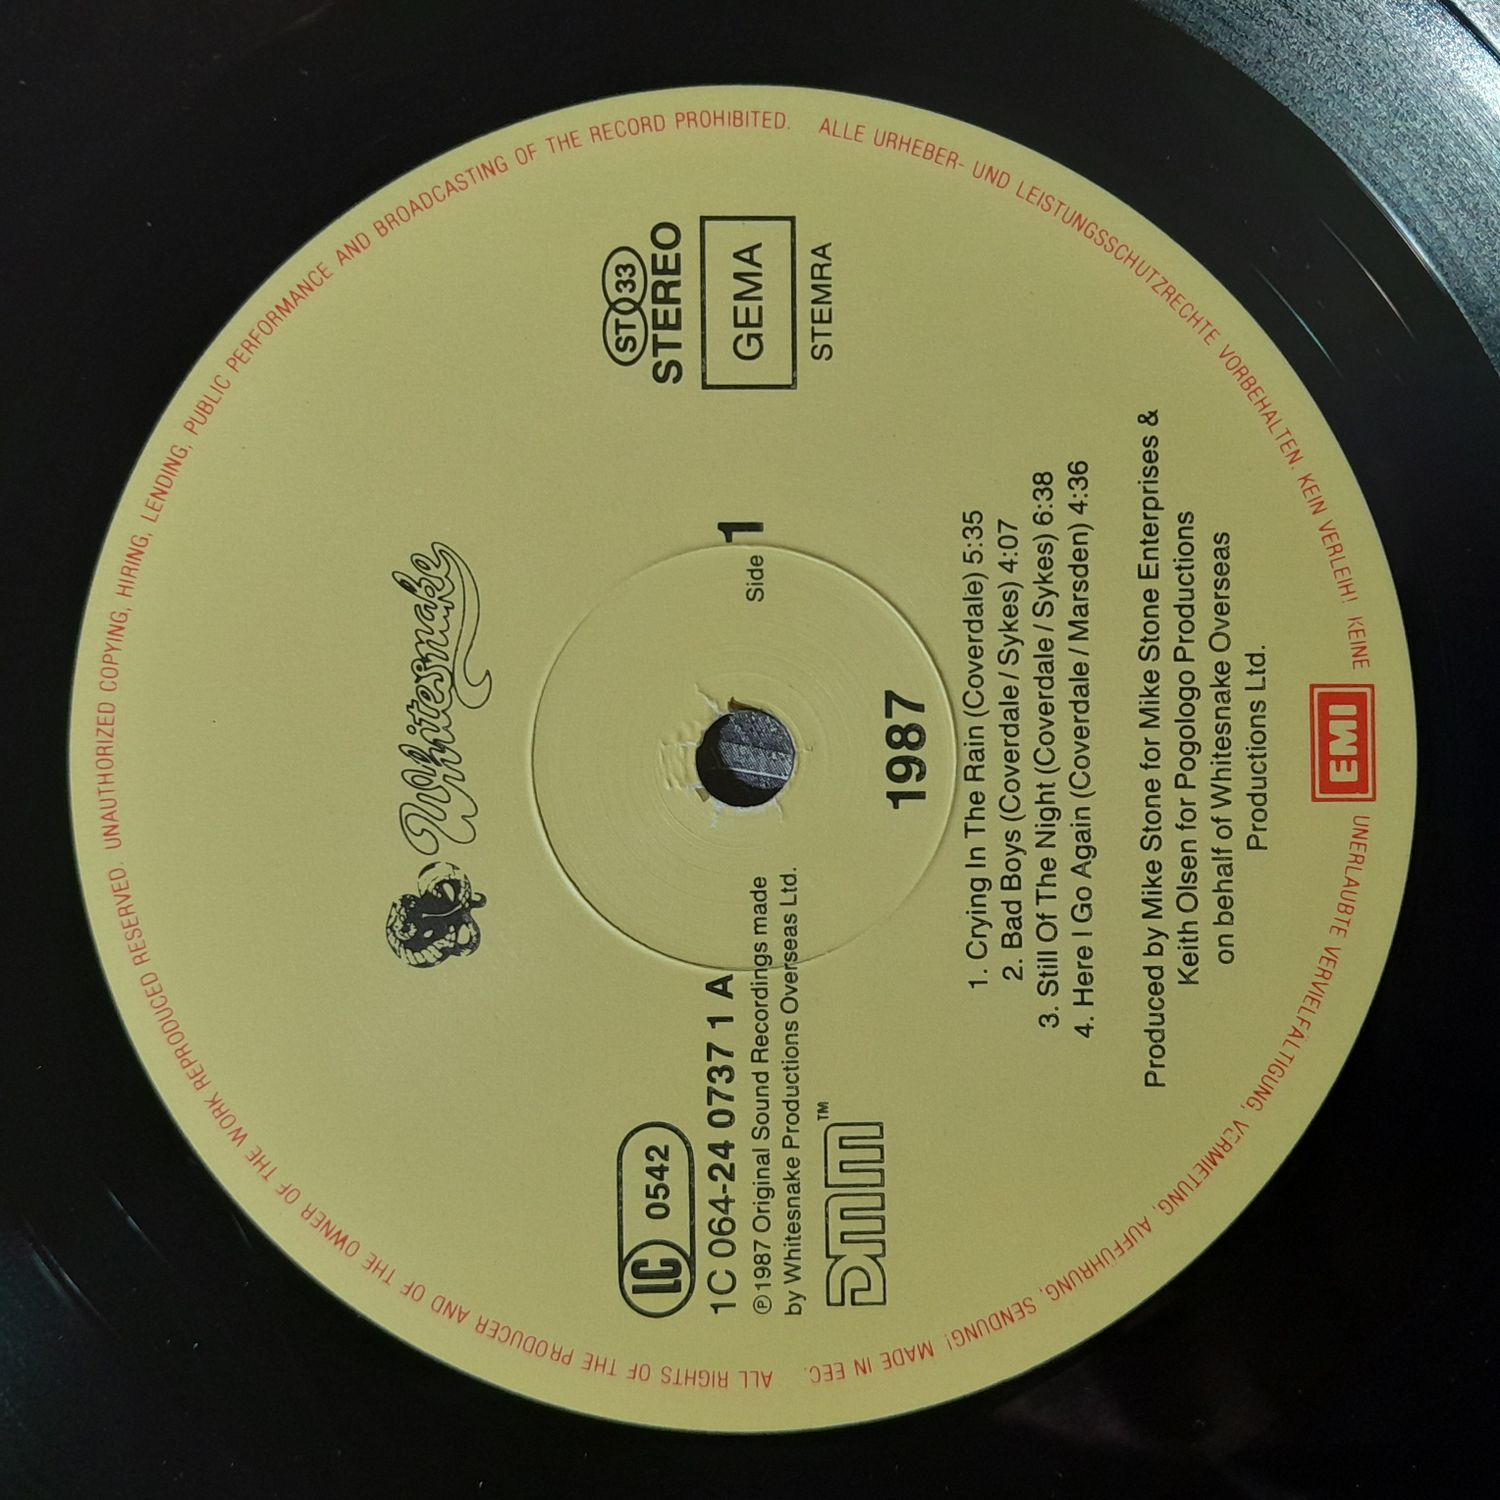 Whitesnake
LC 0542
1C 064-24 0737 1 A
℗ 1987 Original Sound Recordings made
by Whitesnake Productions Overseas Ltd.
DMM™
Side 1
ST 33
STEREO
GEMA
STEMRA
1987
1. Crying In The Rain (Coverdale) 5:35
2. Bad Boys (Coverdale / Sykes) 4:07
3. Still Of The Night (Coverdale / Sykes) 6:38
4. Here I Go Again (Coverdale / Marsden) 4:36
Produced by Mike Stone for Mike Stone Enterprises &
Keith Olsen for Pogologo Productions
on behalf of Whitesnake Overseas
Productions Ltd.
EMI
ALL RIGHTS OF THE PRODUCER AND OF THE OWNER OF THE WORK REPRODUCED RESERVED. UNAUTHORIZED COPYING, HIRING, LENDING, PUBLIC PERFORMANCE AND BROADCASTING OF THE RECORD PROHIBITED.
ALLE URHEBER- UND LEISTUNGSSCHUTZRECHTE VORBEHALTEN. KEIN VERLEIH! KEINE UNERLAUBTE VERVIELFÄLTIGUNG, VERMIETUNG, AUFFÜHRUNG, SENDUNG! MADE IN EEC.